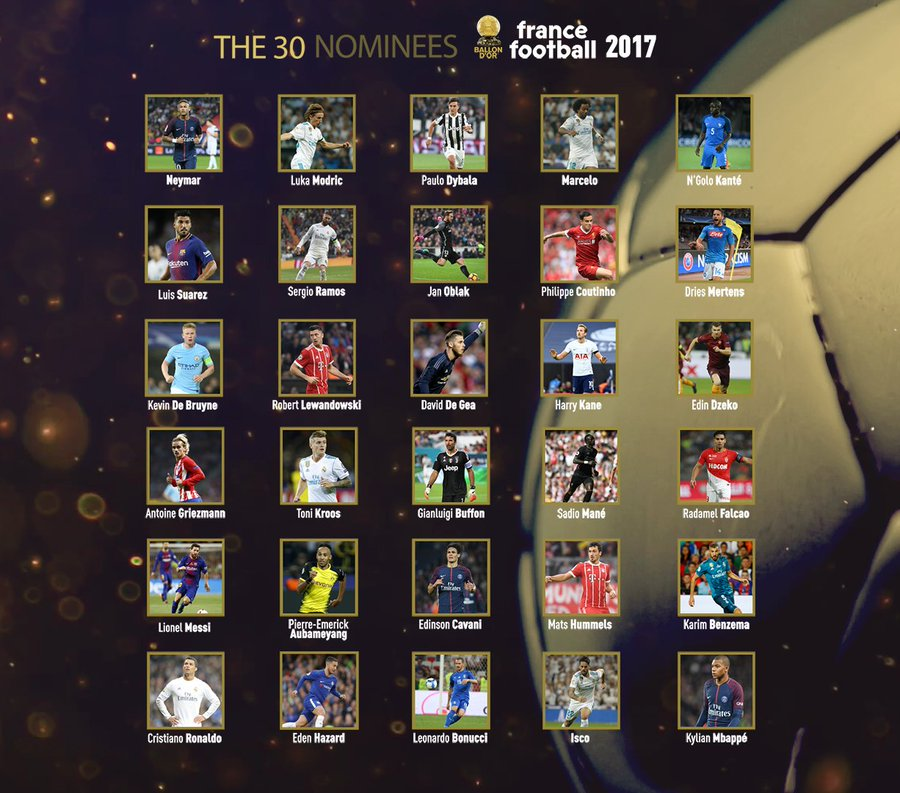 THE 30 NOMINEES BALLON D'OR france football 2017
Neymar
Luka Modric
Paulo Dybala
Marcelo
N'Golo Kanté
Luis Suarez
Sergio Ramos
Jan Oblak
Philippe Coutinho
Dries Mertens
Kevin De Bruyne
Robert Lewandowski
David De Gea
Harry Kane
Edin Dzeko
Antoine Griezmann
Toni Kroos
Gianluigi Buffon
Sadio Mané
Radamel Falcao
Lionel Messi
Pierre-Emerick
Aubameyang
Edinson Cavani
Mats Hummels
Karim Benzema
Cristiano Ronaldo
Eden Hazard
Leonardo Bonucci
Isco
Kylian Mbappé